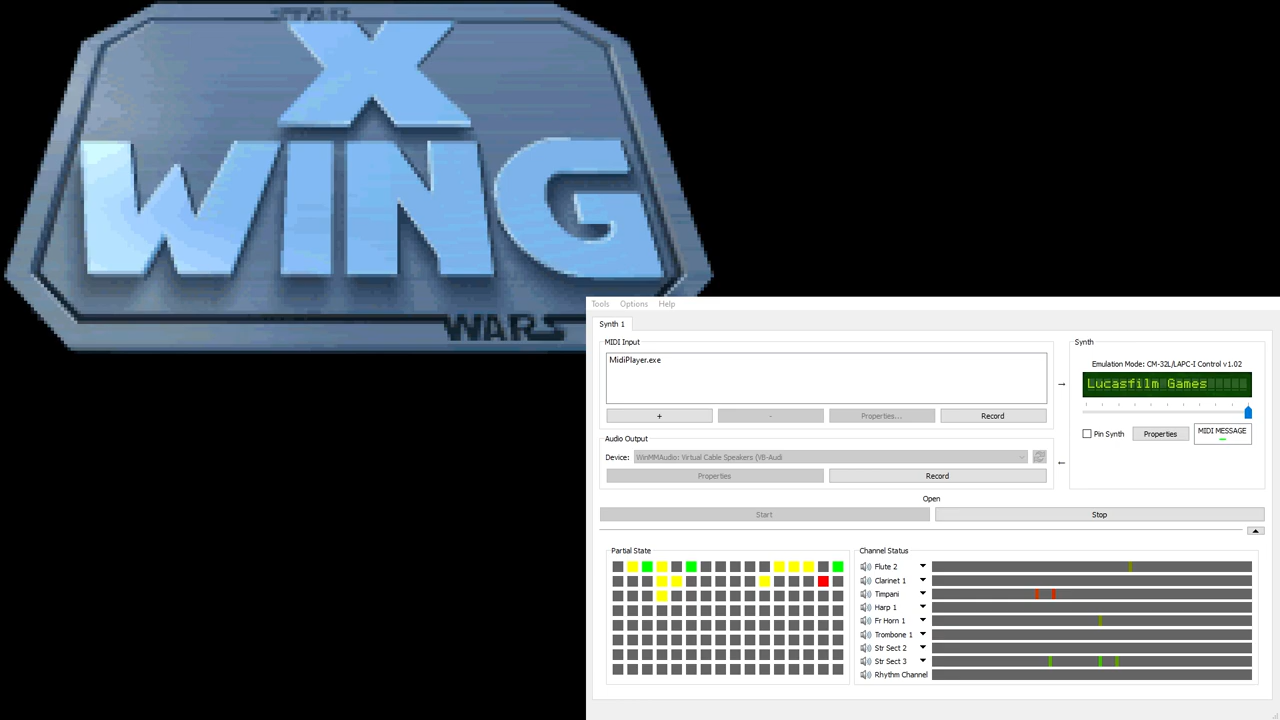 STAR
X
WING
WARS
Tools Options Help
Synth 1
MIDI Input
MidiPlayer.exe
+ - Properties... Record
Audio Output
Device: WinMMAudio: Virtual Cable Speakers (VB-Audi
Properties Record
→
←
Synth
Emulation Mode: CM-32L/LAPC-I Control v1.02
Lucasfilm Games
Pin Synth Properties MIDI MESSAGE
Open
Start Stop
Partial State
Channel Status
Flute 2
Clarinet 1
Timpani
Harp 1
Fr Horn 1
Trombone 1
Str Sect 2
Str Sect 3
Rhythm Channel